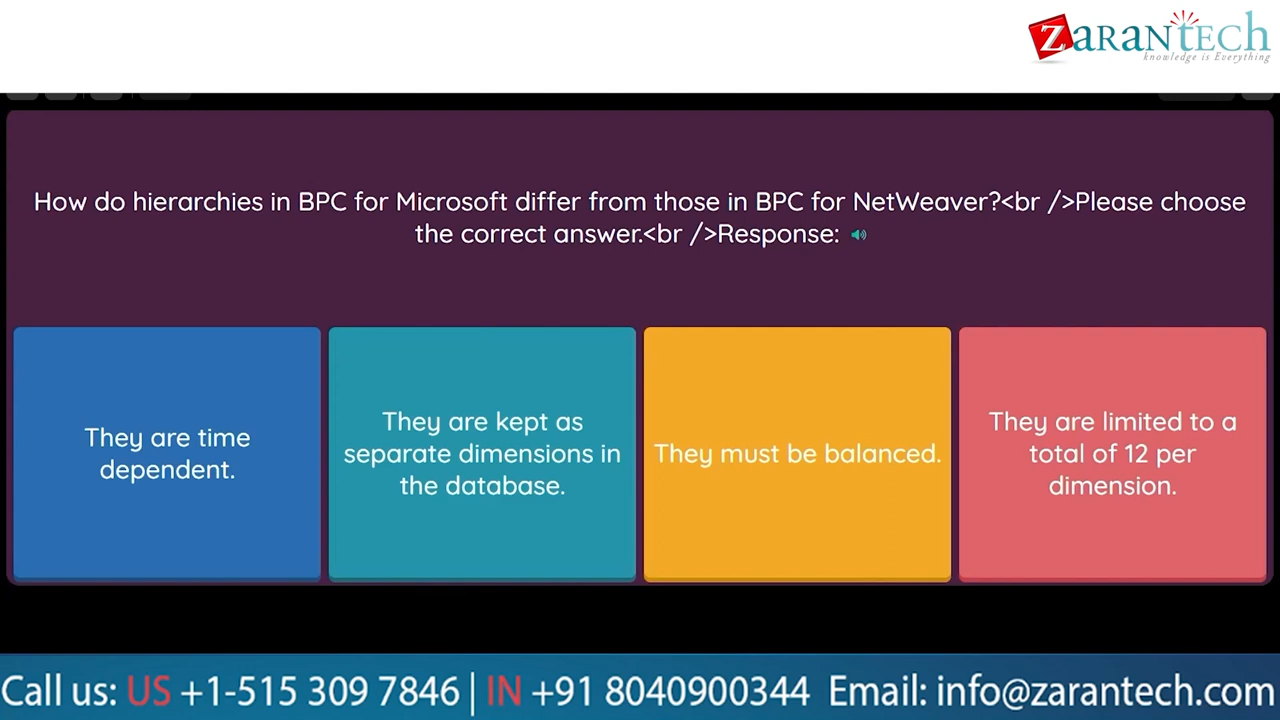 ZARANTECH
knowledge is Everything
How do hierarchies in BPC for Microsoft differ from those in BPC for NetWeaver?<br />Please choose
the correct answer.<br />Response:
They are time
dependent.
They are kept as
separate dimensions in
the database.
They must be balanced.
They are limited to a
total of 12 per
dimension.
Call us: US +1-515 309 7846 | IN +91 8040900344 Email: info@zarantech.com